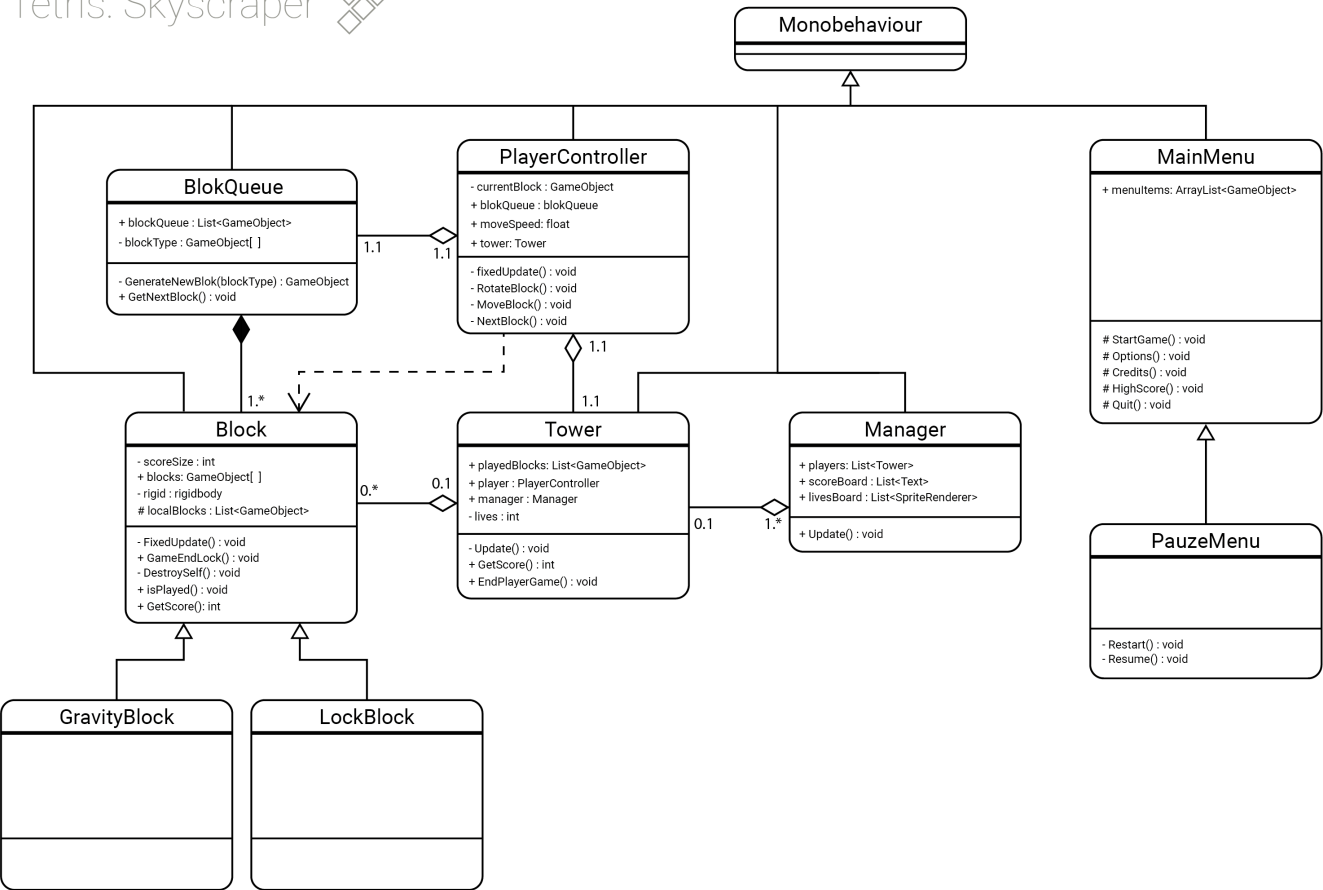 Tetris: Skyscraper
Monobehaviour
BlokQueue
+ blockQueue : List<GameObject>
- blockType : GameObject[ ]
- GenerateNewBlok(blockType) : GameObject
+ GetNextBlock() : void
1.1
1.1
PlayerController
- currentBlock : GameObject
+ blokQueue : blokQueue
+ moveSpeed: float
+ tower: Tower
- fixedUpdate() : void
- RotateBlock() : void
- MoveBlock() : void
- NextBlock() : void
MainMenu
+ menuItems: ArrayList<GameObject>
# StartGame() : void
# Options() : void
# Credits() : void
# HighScore() : void
# Quit() : void
1.1
1.*
1.1
Block
- scoreSize : int
+ blocks: GameObject[ ]
- rigid : rigidbody
# localBlocks : List<GameObject>
- FixedUpdate() : void
+ GameEndLock() : void
- DestroySelf() : void
+ isPlayed() : void
+ GetScore(): int
0.*
0.1
Tower
+ playedBlocks: List<GameObject>
+ player : PlayerController
+ manager : Manager
- lives : int
- Update() : void
+ GetScore() : int
+ EndPlayerGame() : void
0.1
1.*
Manager
+ players: List<Tower>
+ scoreBoard : List<Text>
+ livesBoard : List<SpriteRenderer>
+ Update() : void
PauzeMenu
- Restart() : void
- Resume() : void
GravityBlock
LockBlock